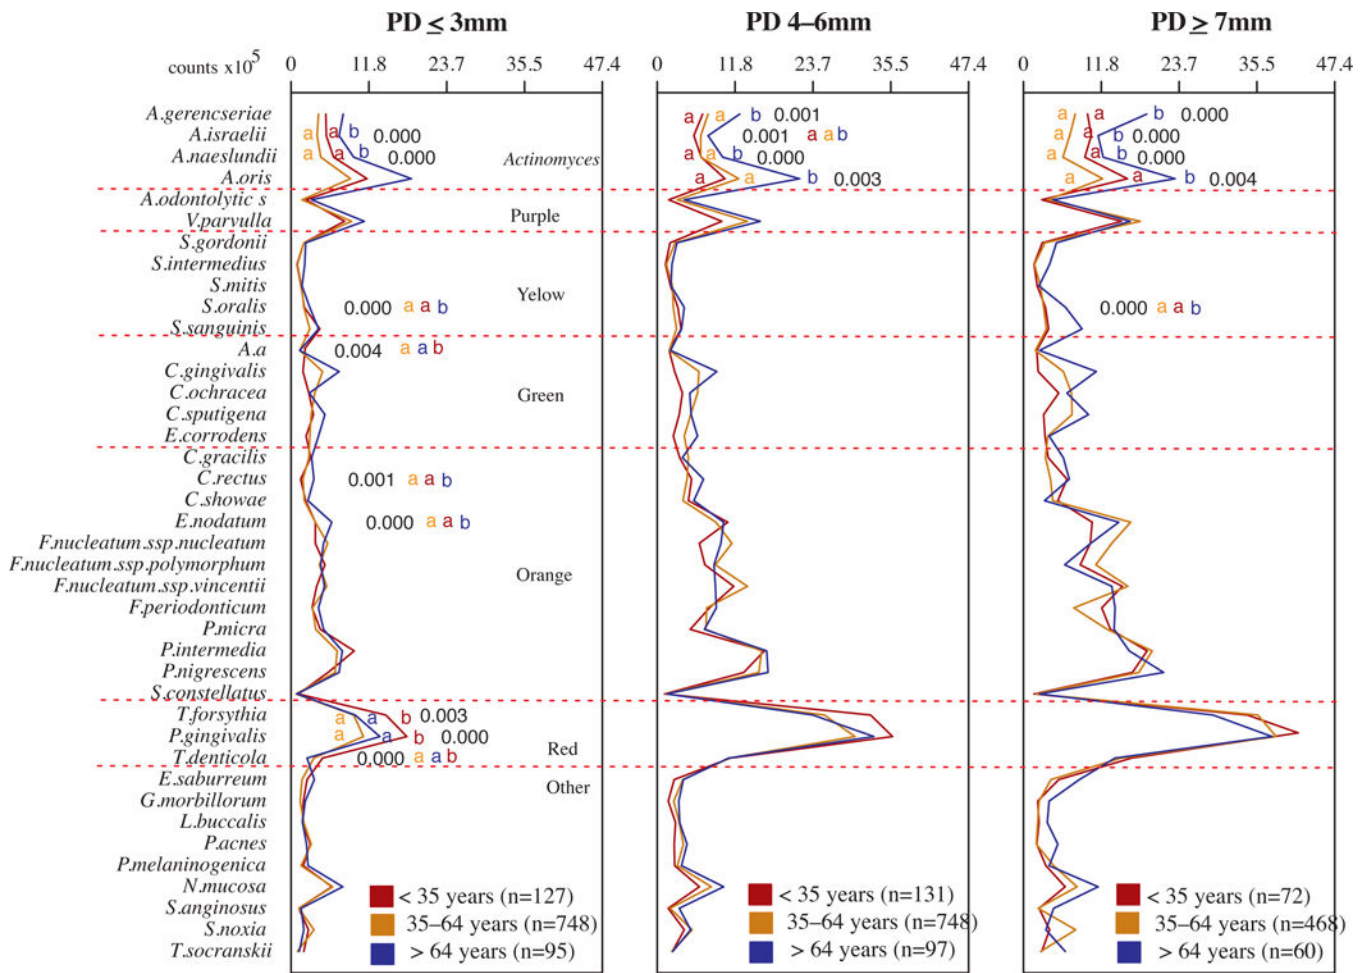 PD ≤ 3mm PD 4–6mm PD ≥ 7mm
counts x10^5 0 11.8 23.7 35.5 47.4 0 11.8 23.7 35.5 47.4 0 11.8 23.7 35.5 47.4
A.gerencseriae a b 0.001 a a b 0.000
A.israelii a a b 0.000 0.001 a a b a a b 0.000
A.naeslundii a a b 0.000 Actinomyces a a b 0.000 a a b 0.000
A.oris a a b 0.003 a a b 0.004
A.odontolytic s
V.parvulla Purple
S.gordonii
S.intermedius
S.mitis Yelow
S.oralis 0.000 a a b 0.000 a a b
S.sanguinis
A.a 0.004 a a b
C.gingivalis
C.ochracea Green
C.sputigena
E.corrodens
C.gracilis
C.rectus 0.001 a a b
C.showae
E.nodatum 0.000 a a b
F.nucleatum.ssp.nucleatum
F.nucleatum.ssp.polymorphum Orange
F.nucleatum.ssp.vincentii
F.periodonticum
P.micra
P.intermedia
P.nigrescens
S.constellatus
T.forsythia a a b 0.003
P.gingivalis a a b 0.000 Red
T.denticola 0.000 a a b
E.saburreum Other
G.morbillorum
L.buccalis
P.acnes
P.melaninogenica
N.mucosa < 35 years (n=127) < 35 years (n=131) < 35 years (n=72)
S.anginosus 35–64 years (n=748) 35–64 years (n=748) 35–64 years (n=468)
S.noxia > 64 years (n=95) > 64 years (n=97) > 64 years (n=60)
T.socranskii